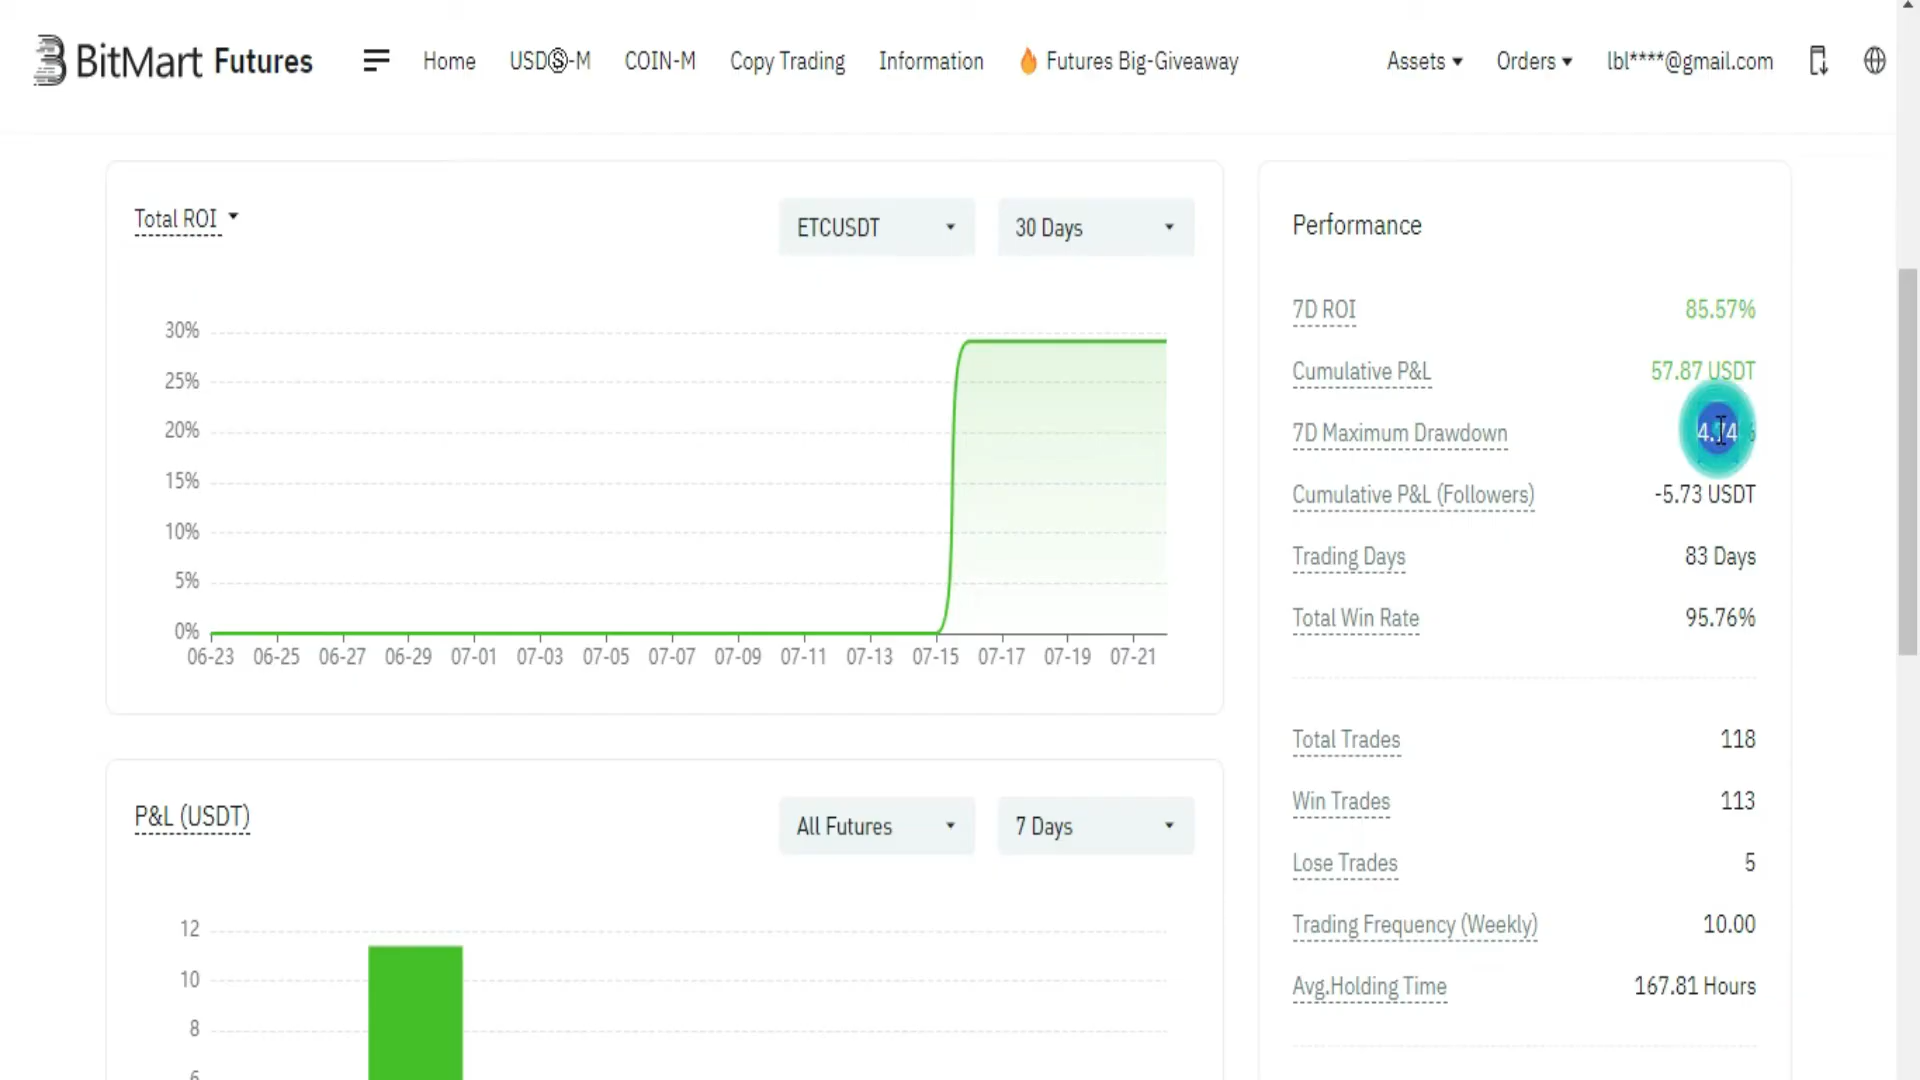 BitMart Futures Home USDⓈ-M COIN-M Copy Trading Information Futures Big-Giveaway Assets Orders lbl****@gmail.com
Total ROI ETCUSDT 30 Days
30%
25%
20%
15%
10%
5%
0%
06-23 06-25 06-27 06-29 07-01 07-03 07-05 07-07 07-09 07-11 07-13 07-15 07-17 07-19 07-21
P&L (USDT) All Futures 7 Days
12
10
8
6
Performance
7D ROI 85.57%
Cumulative P&L 57.87 USDT
7D Maximum Drawdown 4.74%
Cumulative P&L (Followers) -5.73 USDT
Trading Days 83 Days
Total Win Rate 95.76%
Total Trades 118
Win Trades 113
Lose Trades 5
Trading Frequency (Weekly) 10.00
Avg.Holding Time 167.81 Hours